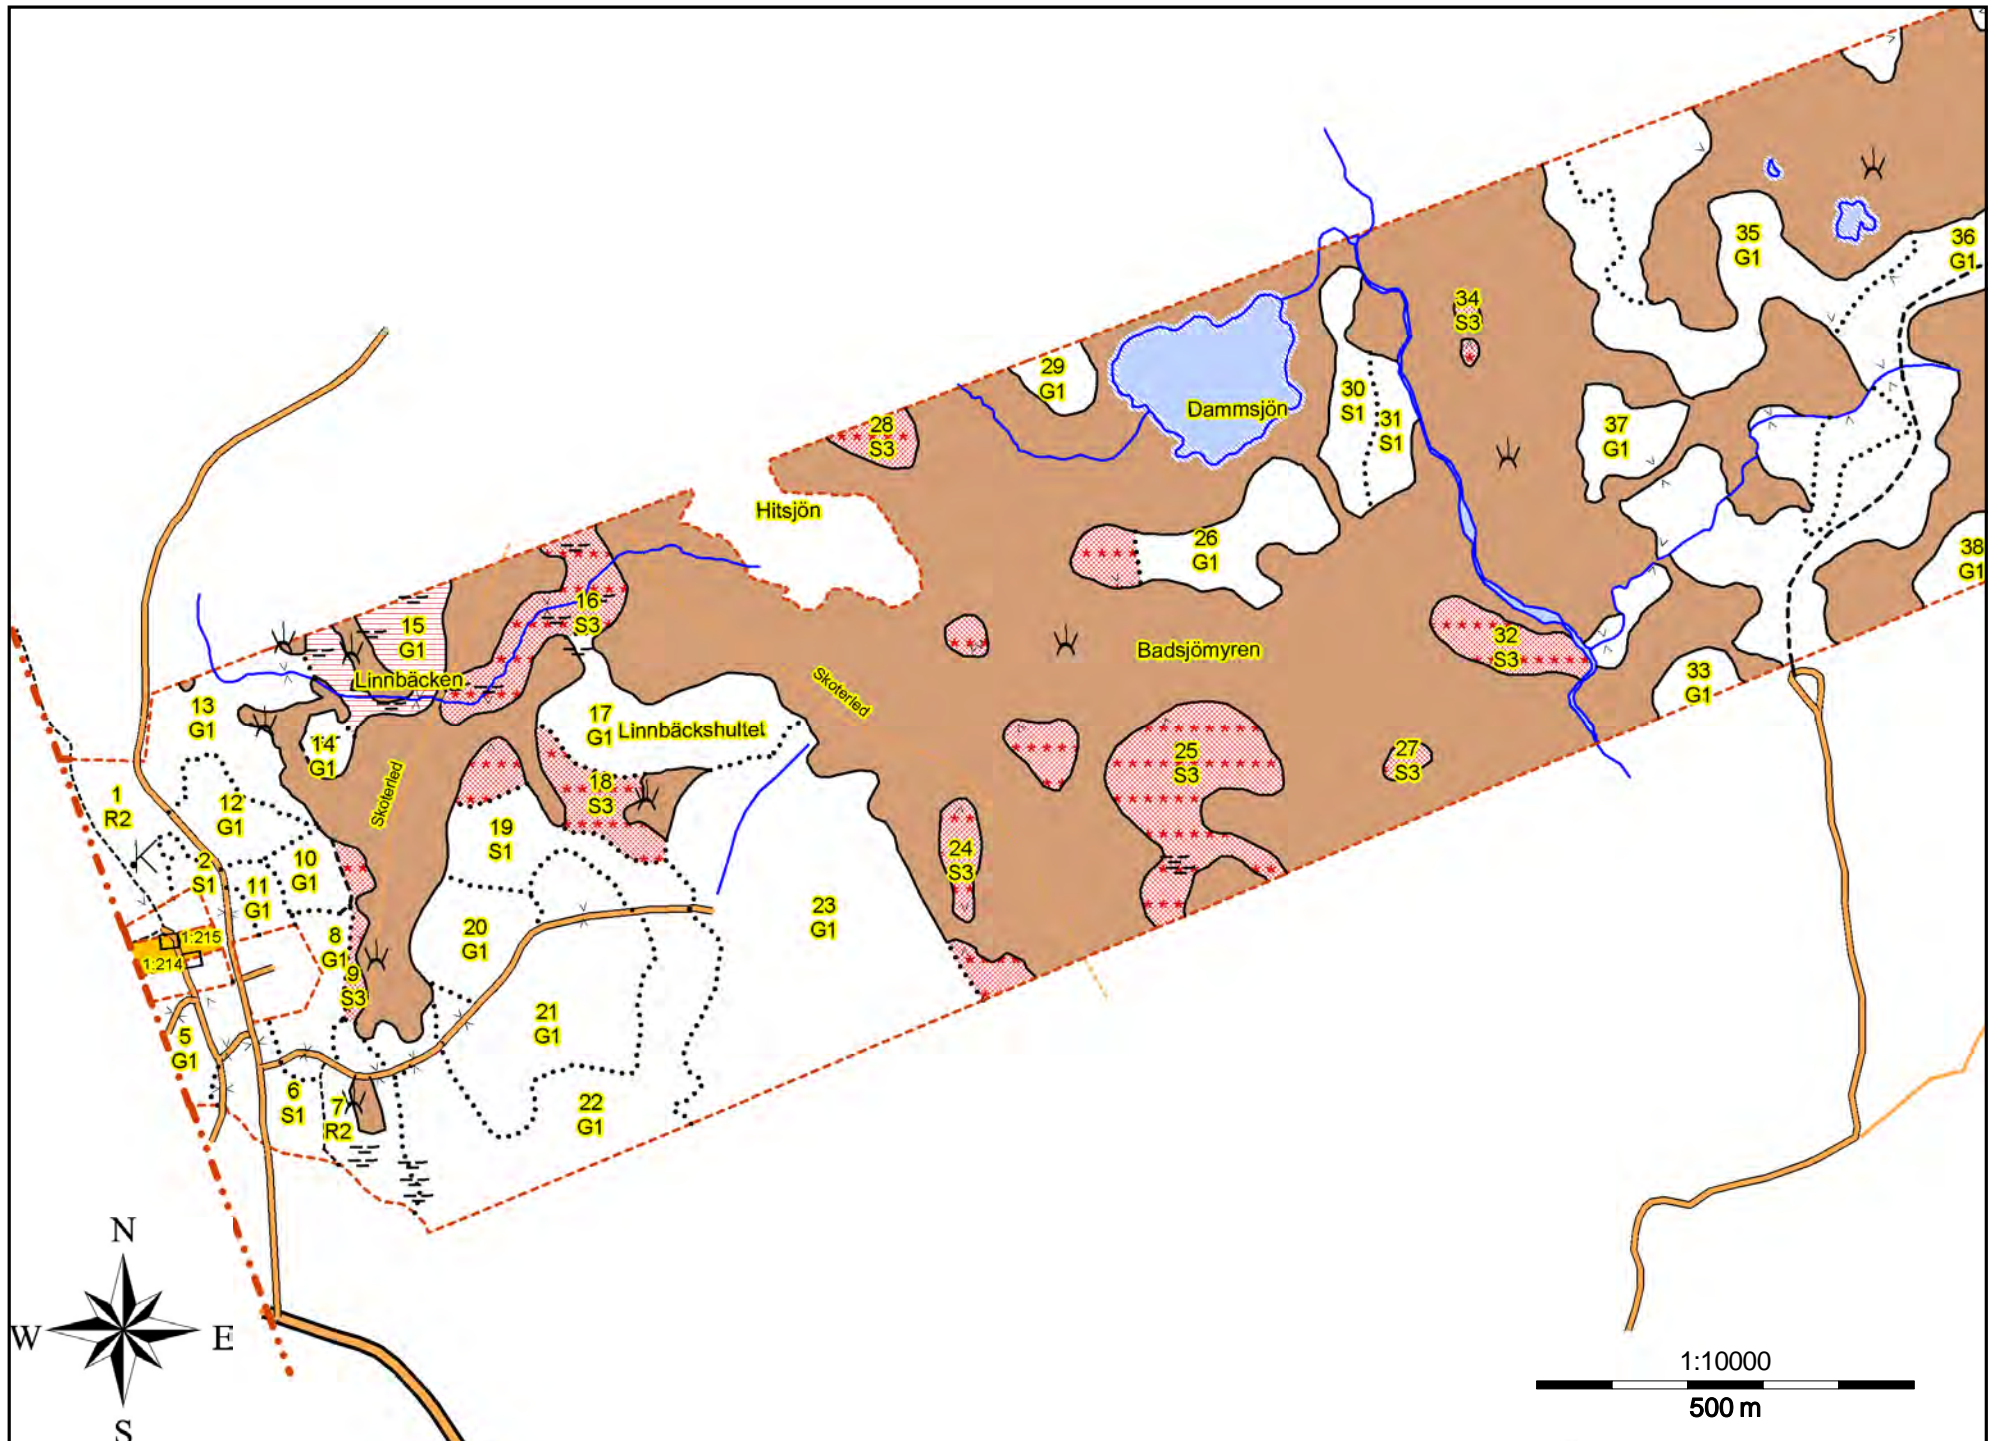 35
G1
36
G1
34
S3
29
G1
30
S1
31
S1
Dammsjön
28
S3
37
G1
Hitsjön
26
G1
38
G1
16
S3
15
G1
Linnbäcken
32
S3
Badsjömyren
33
G1
Skoterled
13
G1
14
G1
17
G1
Linnbäckshultet
25
S3
27
S3
Skoterled
18
S3
1
R2
12
G1
19
S1
2
S1
10
G1
11
G1
24
S3
23
G1
8
G1
20
G1
1:215
1:214
9
S3
5
G1
21
G1
6
S1
7
R2
22
G1
N
W
E
S
1:10000
500 m